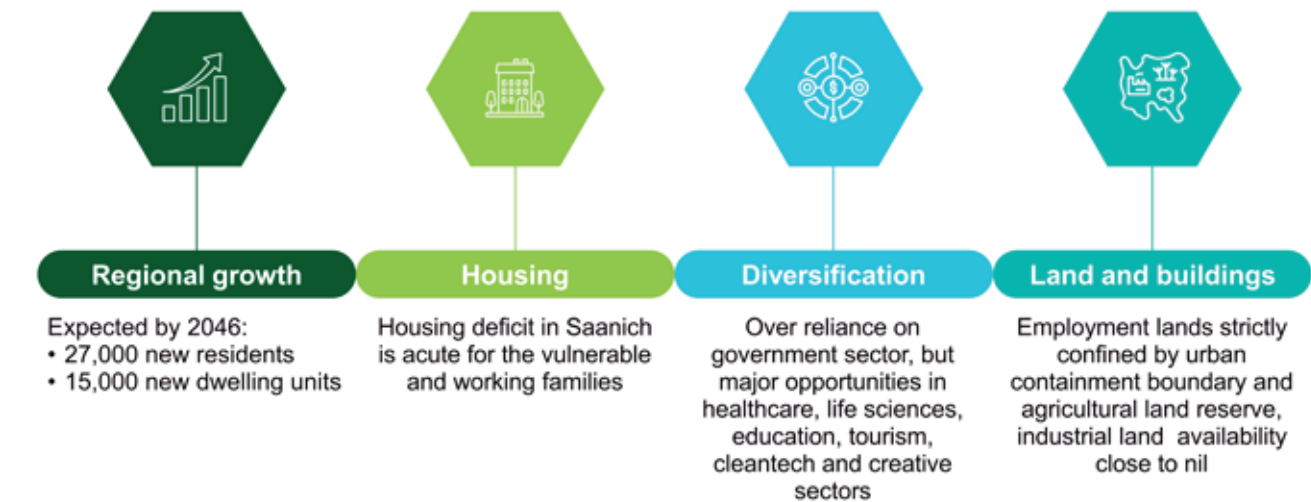 Regional growth
Expected by 2046:
• 27,000 new residents
• 15,000 new dwelling units
Housing
Housing deficit in Saanich
is acute for the vulnerable
and working families
Diversification
Over reliance on
government sector, but
major opportunities in
healthcare, life sciences,
education, tourism,
cleantech and creative
sectors
Land and buildings
Employment lands strictly
confined by urban
containment boundary and
agricultural land reserve,
industrial land availability
close to nil
$